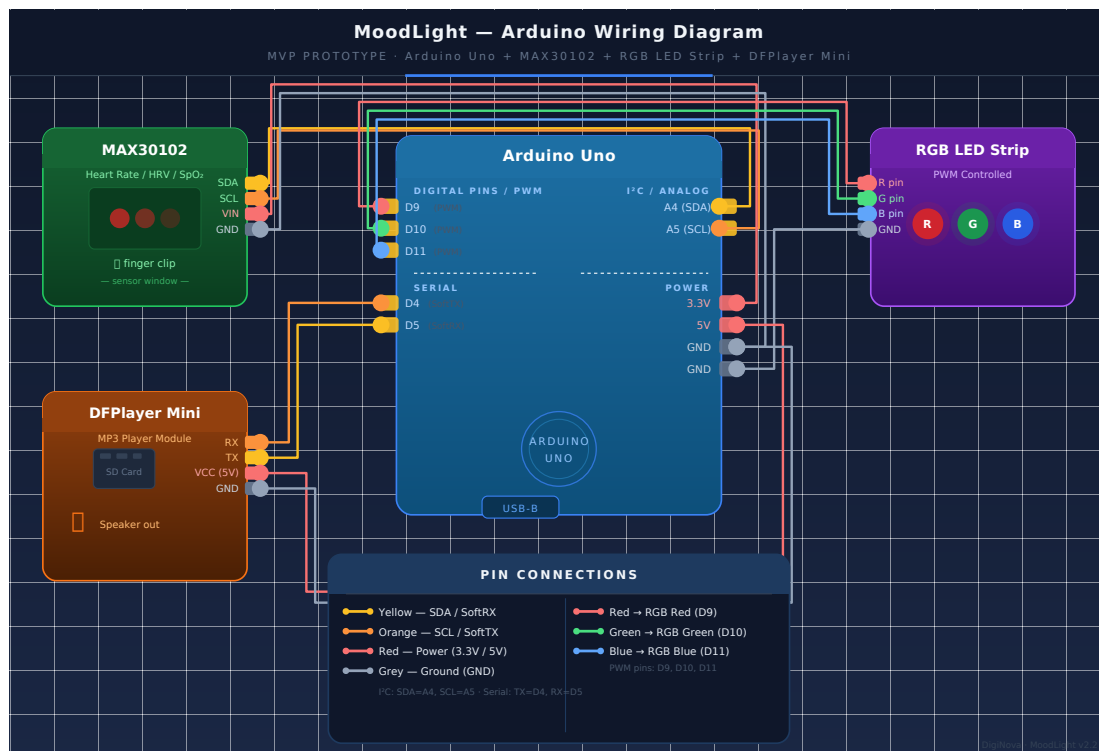 MoodLight — Arduino Wiring Diagram
MVP PROTOTYPE · Arduino Uno + MAX30102 + RGB LED Strip + DFPlayer Mini
MAX30102
Heart Rate / HRV / SpO₂
SDA
SCL
VIN
GND
finger clip
— sensor window —
Arduino Uno
DIGITAL PINS / PWM
I²C / ANALOG
D9
D10
D11
A4 (SDA)
A5 (SCL)
SERIAL
POWER
D4
D5
3.3V
5V
GND
GND
ARDUINO
UNO
USB-B
RGB LED Strip
PWM Controlled
R pin
G pin
B pin
GND
R
G
B
DFPlayer Mini
MP3 Player Module
RX
TX
VCC (5V)
GND
SD Card
Speaker out
PIN CONNECTIONS
Yellow — SDA / SoftRX
Orange — SCL / SoftTX
Red — Power (3.3V / 5V)
Grey — Ground (GND)
I²C: SDA=A4, SCL=A5 · Serial: TX=D4, RX=D5
Red → RGB Red (D9)
Green → RGB Green (D10)
Blue → RGB Blue (D11)
PWM pins: D9, D10, D11
MoodLight